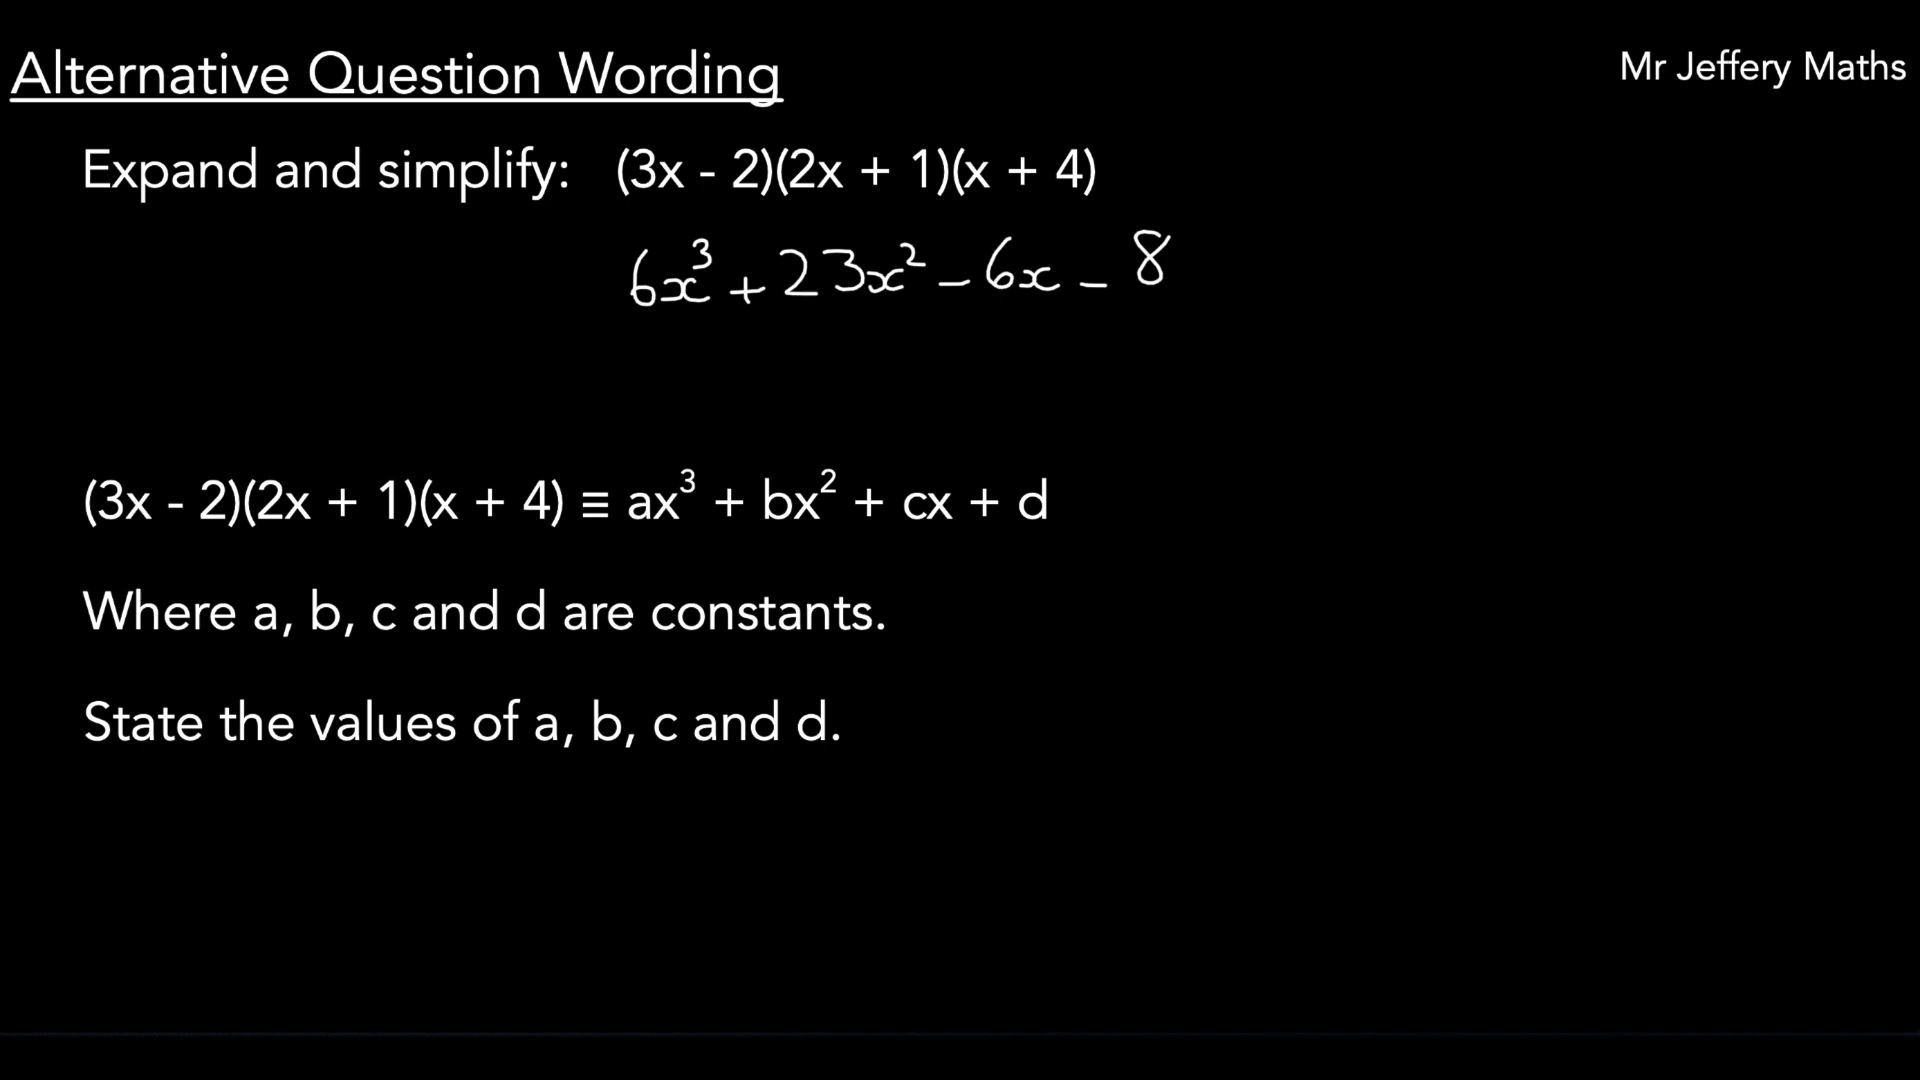 Alternative Question Wording
Mr Jeffery Maths
Expand and simplify: (3x - 2)(2x + 1)(x + 4)
6x³ + 23x² - 6x - 8
(3x - 2)(2x + 1)(x + 4) ≡ ax³ + bx² + cx + d
Where a, b, c and d are constants.
State the values of a, b, c and d.